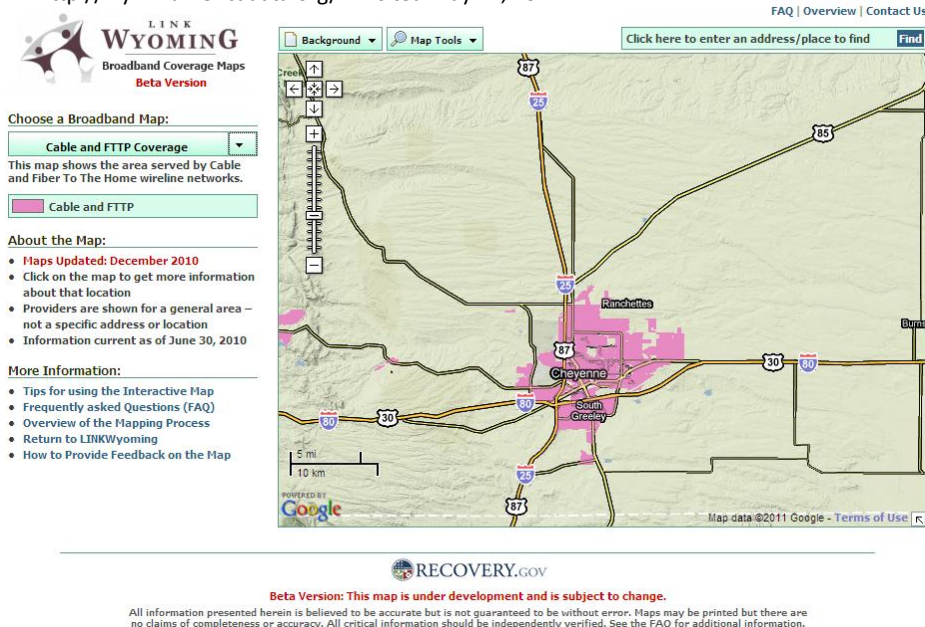 FAQ | Overview | Contact Us
LINK
WYOMING
Broadband Coverage Maps
Beta Version
Background
Map Tools
Click here to enter an address/place to find
Find
Choose a Broadband Map:
Cable and FTTP Coverage
This map shows the area served by Cable
and Fiber To The Home wireline networks.
Cable and FTTP
About the Map:
• Maps Updated: December 2010
• Click on the map to get more information
about that location
• Providers are shown for a general area –
not a specific address or location
• Information current as of June 30, 2010
More Information:
• Tips for using the Interactive Map
• Frequently asked Questions (FAQ)
• Overview of the Mapping Process
• Return to LINKWyoming
• How to Provide Feedback on the Map
Creek
87
25
85
25
Ranchettes
Burns
87
30
80
Cheyenne
80
30
80
South
Greeley
25
87
5 mi
10 km
POWERED BY
Google
Map data ©2011 Google - Terms of Use
RECOVERY.GOV
Beta Version: This map is under development and is subject to change.
All information presented herein is believed to be accurate but is not guaranteed to be without error. Maps may be printed but there are
no claims of completeness or accuracy. All critical information should be independently verified. See the FAQ for additional information.